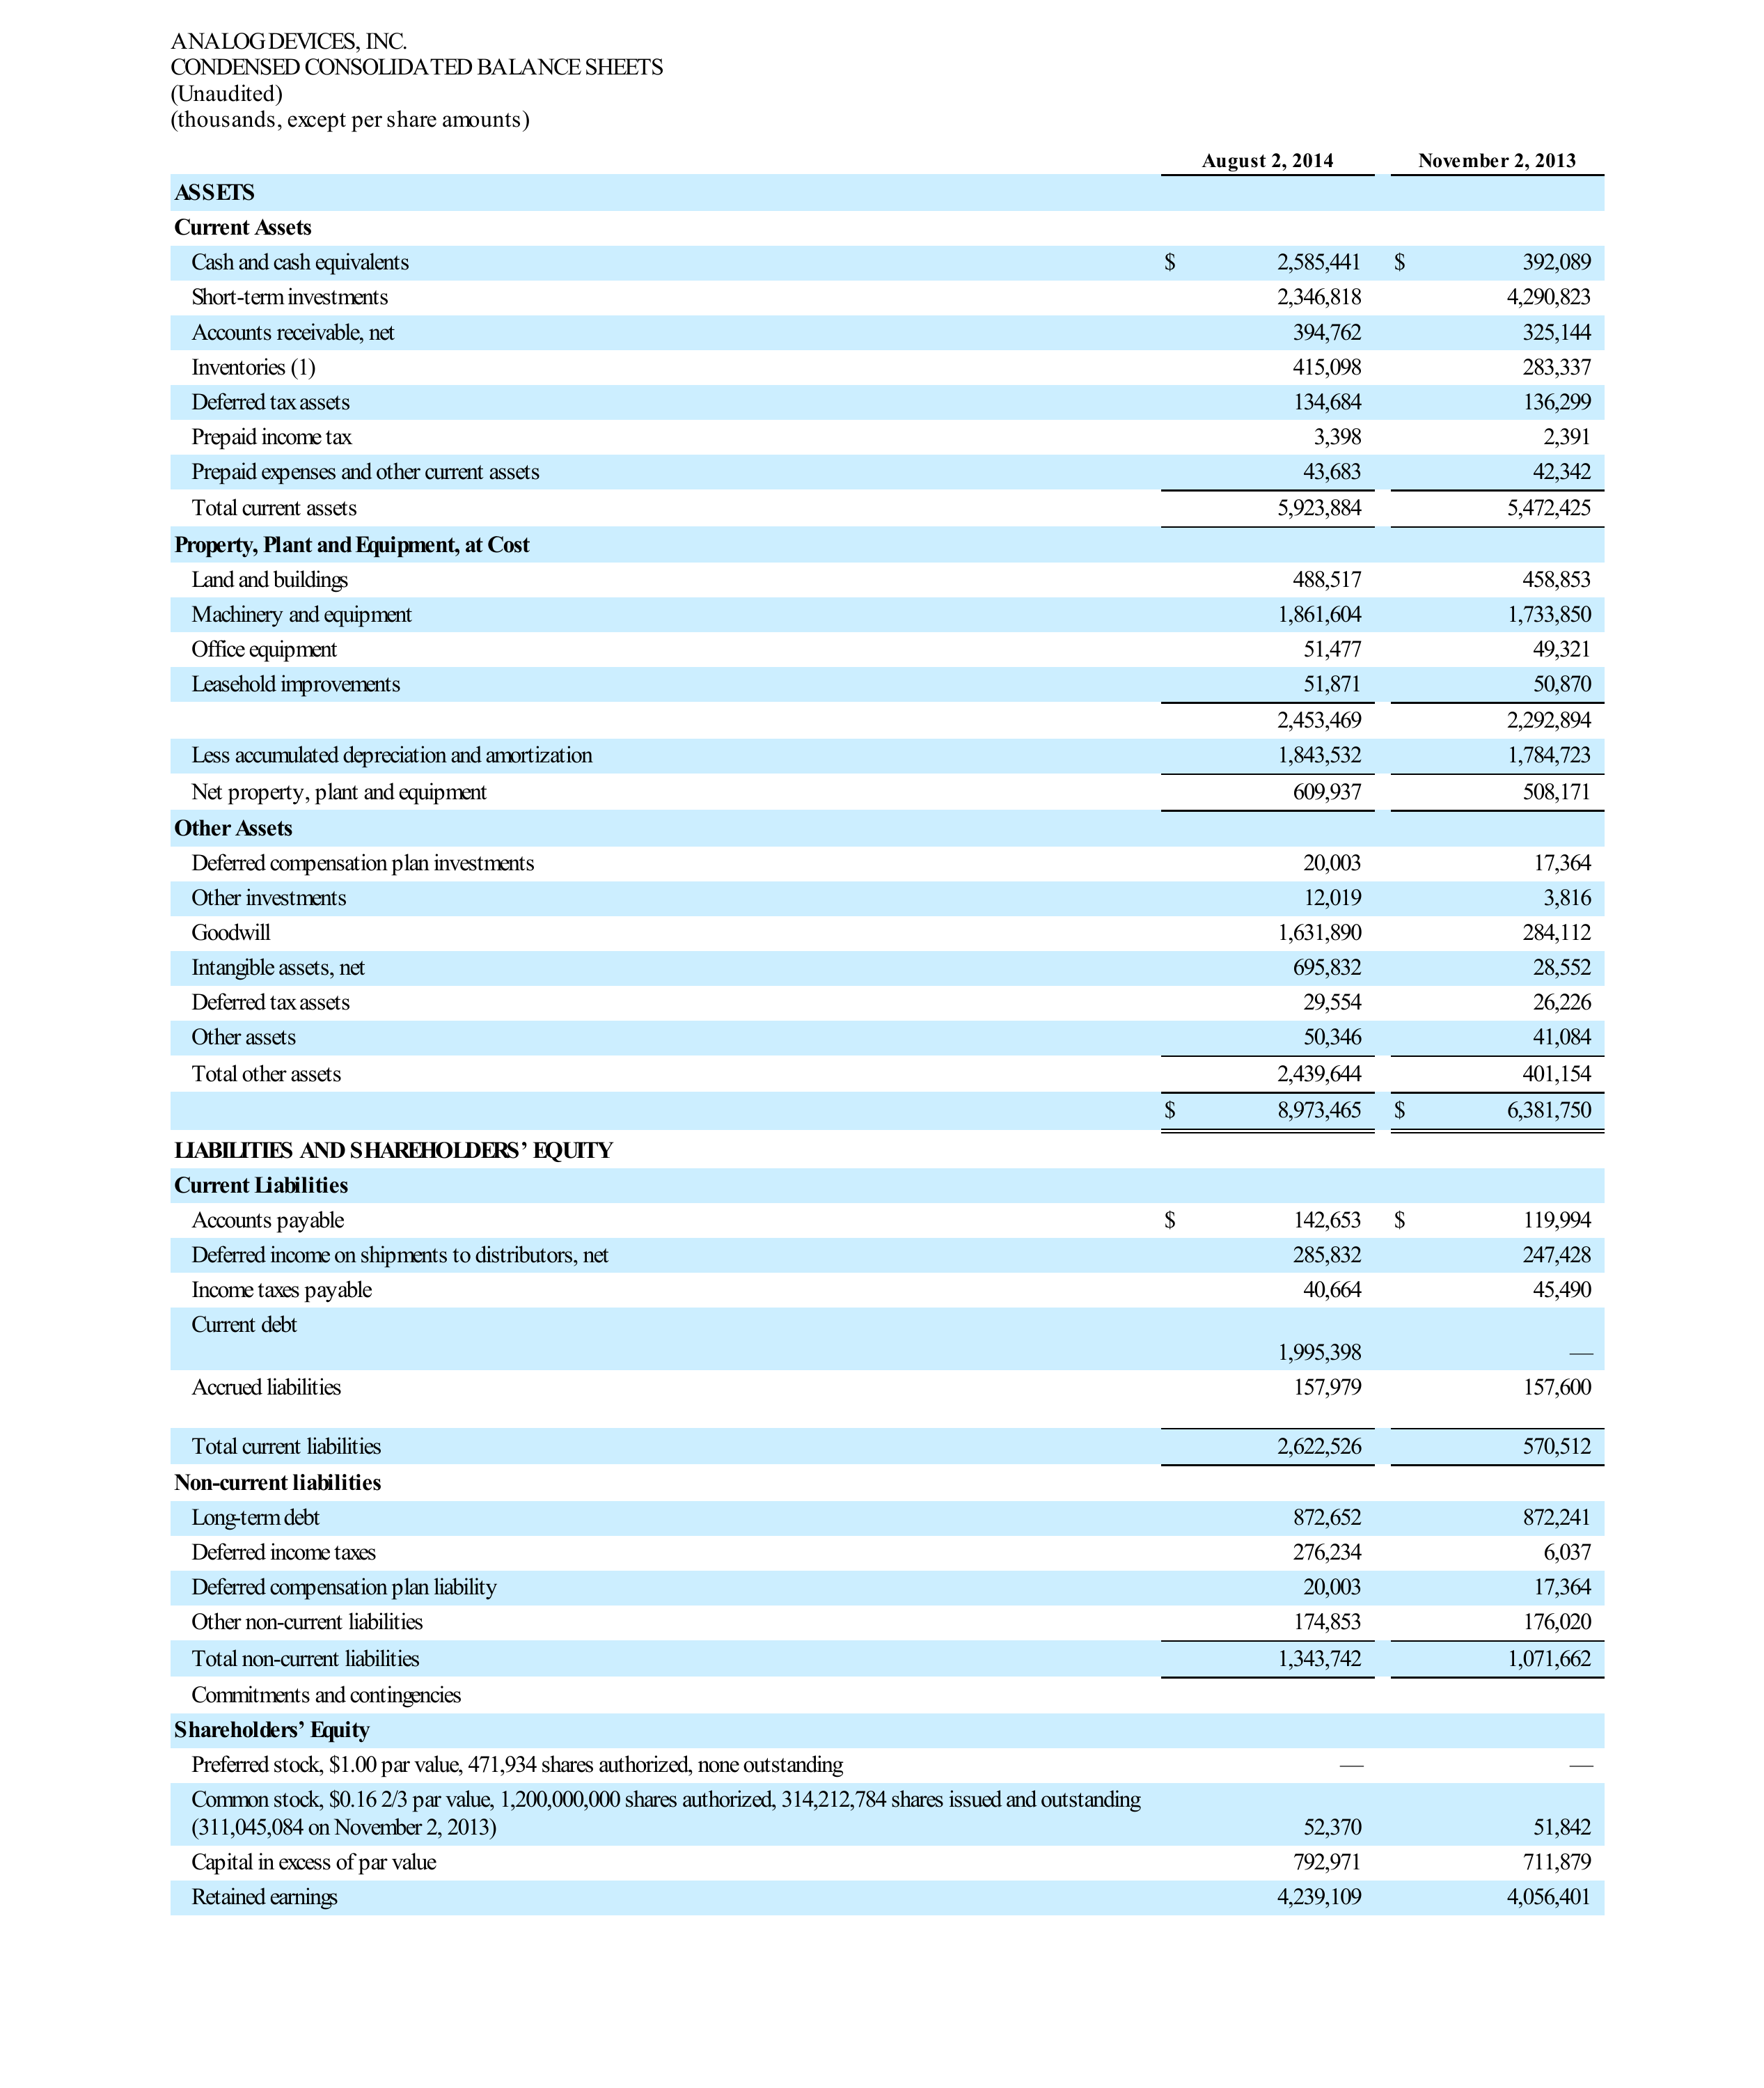 ANALOG DEVICES, INC.
CONDENSED CONSOLIDATED BALANCE SHEETS
(Unaudited)
(thousands, except per share amounts)
August 2, 2014 November 2, 2013
ASSETS
Current Assets
Cash and cash equivalents $ 2,585,441 $ 392,089
Short-term investments 2,346,818 4,290,823
Accounts receivable, net 394,762 325,144
Inventories (1) 415,098 283,337
Deferred tax assets 134,684 136,299
Prepaid income tax 3,398 2,391
Prepaid expenses and other current assets 43,683 42,342
Total current assets 5,923,884 5,472,425
Property, Plant and Equipment, at Cost
Land and buildings 488,517 458,853
Machinery and equipment 1,861,604 1,733,850
Office equipment 51,477 49,321
Leasehold improvements 51,871 50,870
2,453,469 2,292,894
Less accumulated depreciation and amortization 1,843,532 1,784,723
Net property, plant and equipment 609,937 508,171
Other Assets
Deferred compensation plan investments 20,003 17,364
Other investments 12,019 3,816
Goodwill 1,631,890 284,112
Intangible assets, net 695,832 28,552
Deferred tax assets 29,554 26,226
Other assets 50,346 41,084
Total other assets 2,439,644 401,154
$ 8,973,465 $ 6,381,750
LIABILITIES AND SHAREHOLDERS’ EQUITY
Current Liabilities
Accounts payable $ 142,653 $ 119,994
Deferred income on shipments to distributors, net 285,832 247,428
Income taxes payable 40,664 45,490
Current debt
1,995,398 —
Accrued liabilities 157,979 157,600
Total current liabilities 2,622,526 570,512
Non-current liabilities
Long-term debt 872,652 872,241
Deferred income taxes 276,234 6,037
Deferred compensation plan liability 20,003 17,364
Other non-current liabilities 174,853 176,020
Total non-current liabilities 1,343,742 1,071,662
Commitments and contingencies
Shareholders’ Equity
Preferred stock, $1.00 par value, 471,934 shares authorized, none outstanding — —
Common stock, $0.16 2/3 par value, 1,200,000,000 shares authorized, 314,212,784 shares issued and outstanding
(311,045,084 on November 2, 2013) 52,370 51,842
Capital in excess of par value 792,971 711,879
Retained earnings 4,239,109 4,056,401